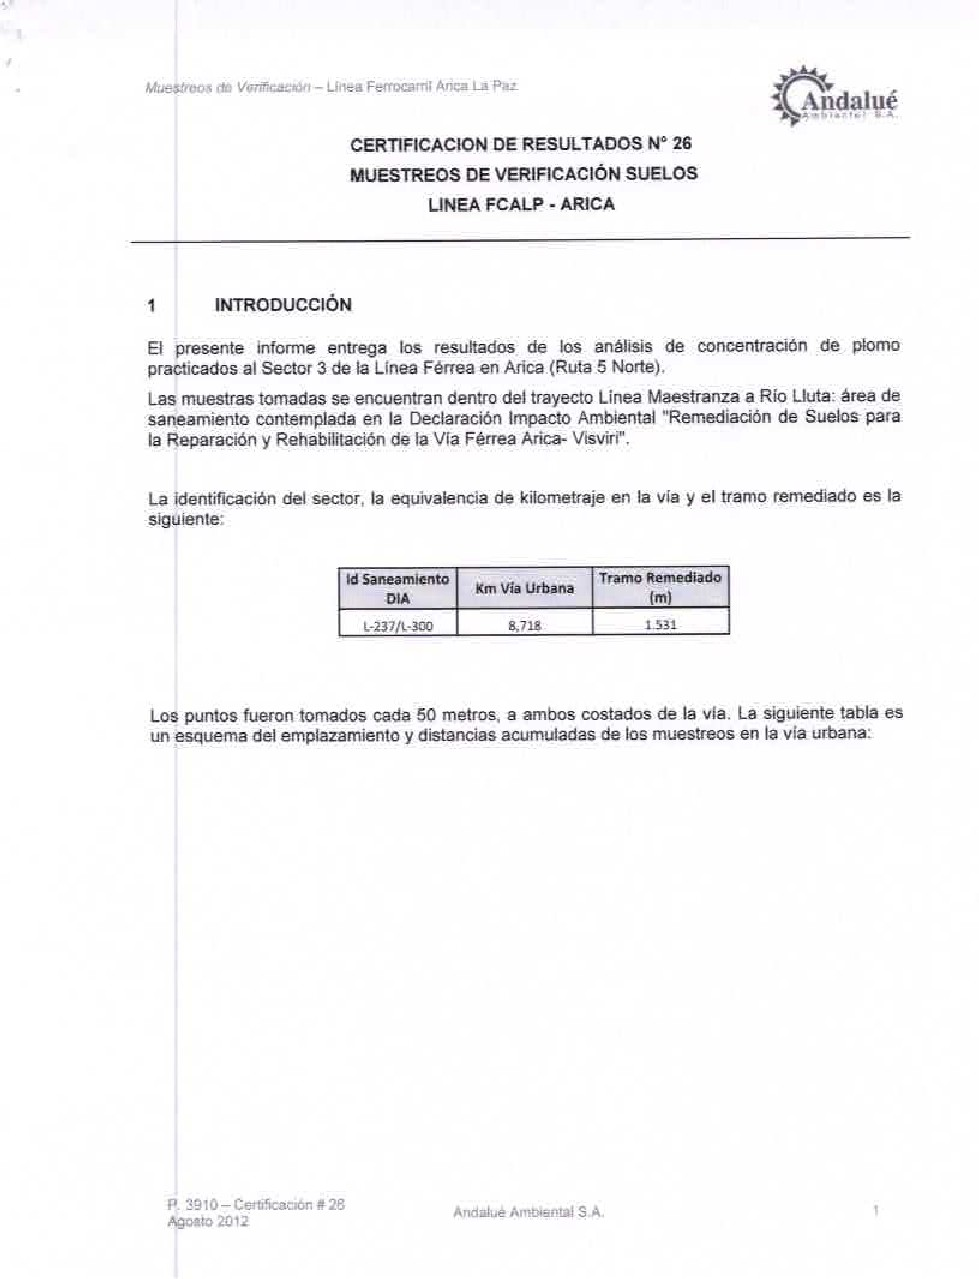 Muestreos de Verificación – Línea Ferrocarril Arica La Paz
Andalué
Ambiental S.A.
CERTIFICACION DE RESULTADOS N° 26
MUESTREOS DE VERIFICACIÓN SUELOS
LINEA FCALP - ARICA
1 INTRODUCCIÓN
El presente informe entrega los resultados de los análisis de concentración de plomo
practicados al Sector 3 de la Línea Férrea en Arica (Ruta 5 Norte).
Las muestras tomadas se encuentran dentro del trayecto Línea Maestranza a Río Lluta: área de
saneamiento contemplada en la Declaración Impacto Ambiental "Remediación de Suelos para
la Reparación y Rehabilitación de la Vía Férrea Arica- Visviri".
La identificación del sector, la equivalencia de kilometraje en la vía y el tramo remediado es la
siguiente:
Id Saneamiento
DIA
Km Vía Urbana
Tramo Remediado
(m)
L-237/L-300
8,718
1.531
Los puntos fueron tomados cada 50 metros, a ambos costados de la vía. La siguiente tabla es
un esquema del emplazamiento y distancias acumuladas de los muestreos en la vía urbana:
P. 3910 – Certificación # 26
Agosto 2012
Andalué Ambiental S.A.
1